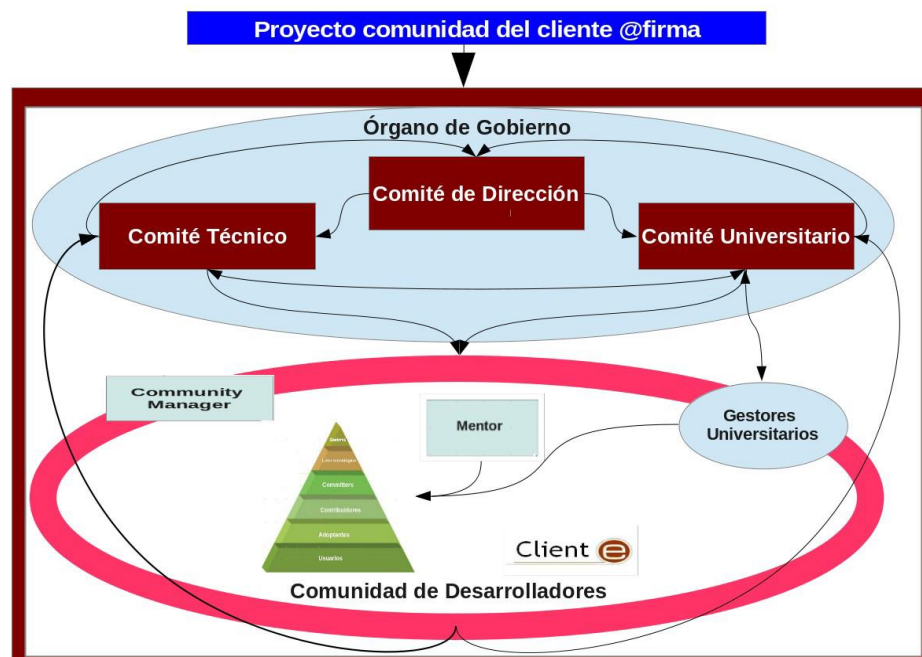 Proyecto comunidad del cliente @firma
Órgano de Gobierno
Comité de Dirección
Comité Técnico
Comité Universitario
Community
Manager
Mentor
Gestores
Universitarios
Committers
Contribuidores
Adoptantes
Usuarios
Client e
Comunidad de Desarrolladores